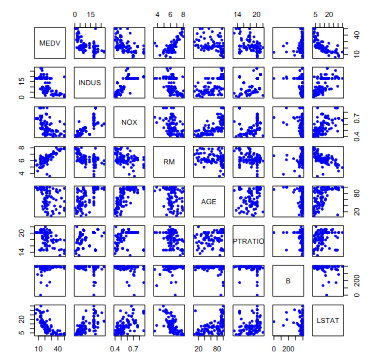 0 15 4 6 8 14 20 5 20
MEDV 10 40
INDUS 0 15
NOX 0.4 0.7
RM 4 6 8
AGE 20 80
PTRATIO 14 20
B 0 200
LSTAT 5 20
10 40 0.4 0.7 20 80 0 200